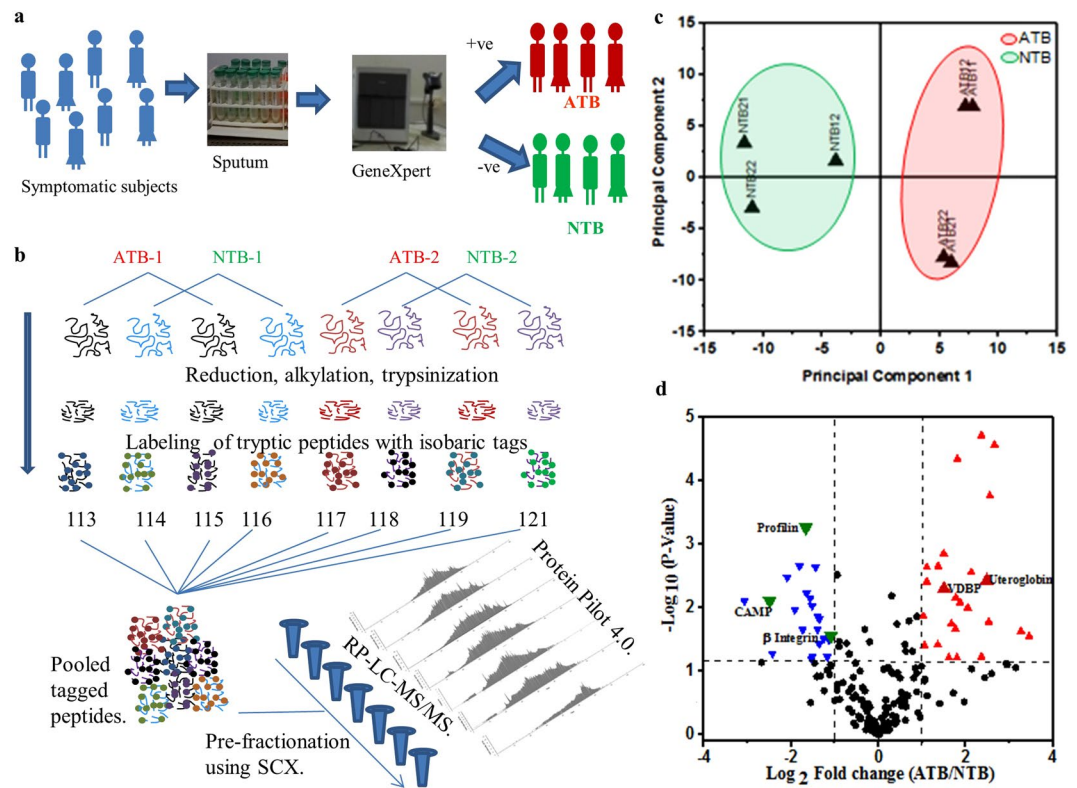 a
+ve
ATB
Sputum
GeneXpert
-ve
Symptomatic subjects
NTB
b
ATB-1
NTB-1
ATB-2
NTB-2
Reduction, alkylation, trypsinization
Labeling of tryptic peptides with isobaric tags
113
114
115
116
117
118
119
121
Protein Pilot 4.0.
RP-LC-MS/MS.
Pooled
tagged
peptides.
Pre-fractionation
using SCX.
c
15
10
5
0
-5
-10
-15
Principal Component 2
ATB
NTB
ATB12
ATB11
NTB21
NTB12
NTB22
ATB22
ATB21
-15
-10
-5
0
5
10
15
Principal Component 1
d
5
4
3
2
1
0
-Log10 (P-Value)
Profilin
Uteroglobin
VDBP
CAMP
β Integrin
-4
-2
0
2
4
Log 2 Fold change (ATB/NTB)